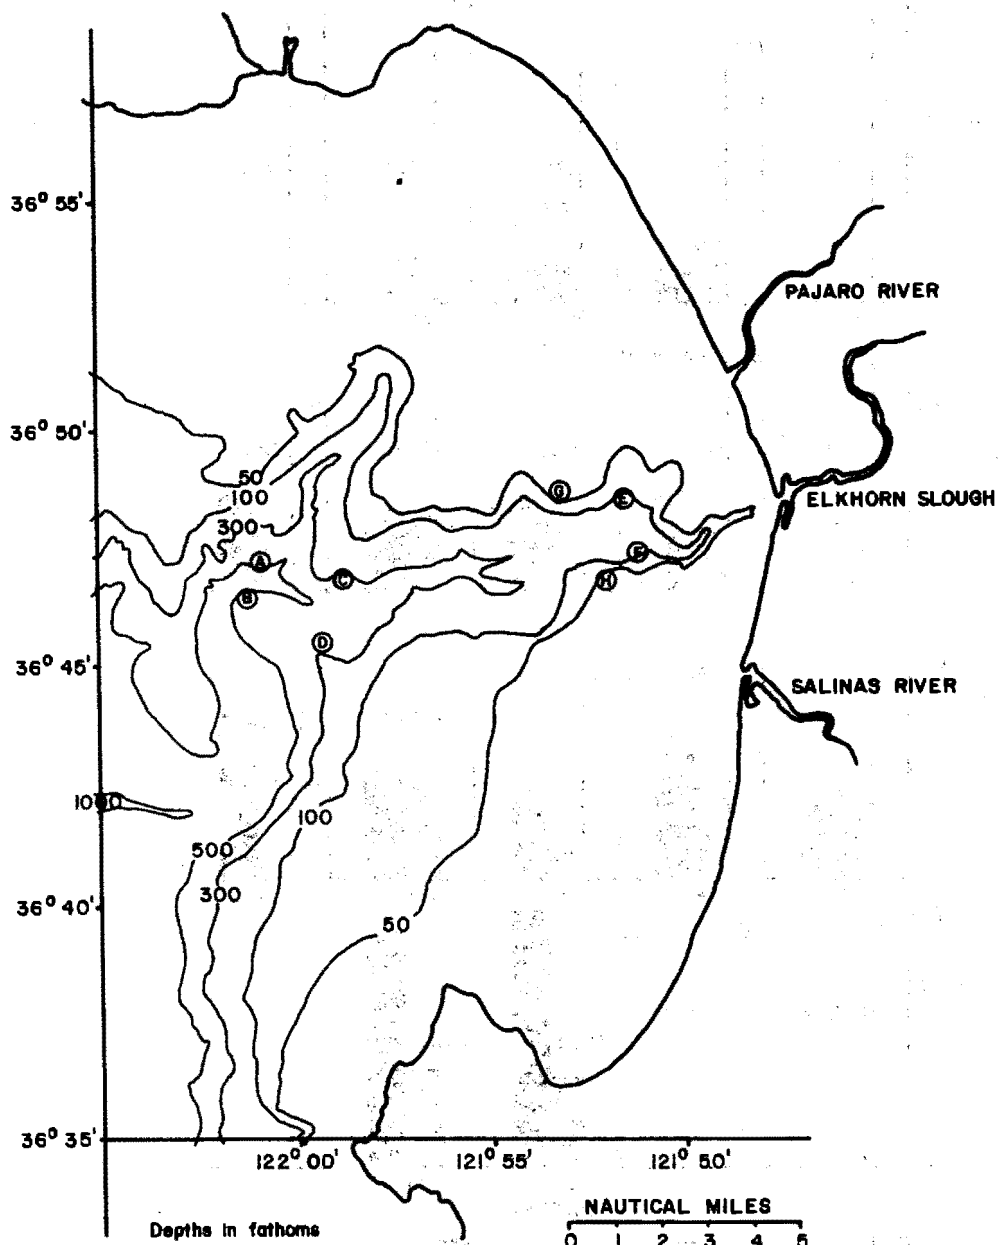 36° 55'
PAJARO RIVER
36° 50'
50
100
300
ELKHORN SLOUGH
G
E
A
F
C
H
B
D
36° 45'
SALINAS RIVER
1000
100
500
300
36° 40'
50
36° 35'
122° 00' 121° 55' 121° 50'
NAUTICAL MILES
Depths in fathoms
0 1 2 3 4 5